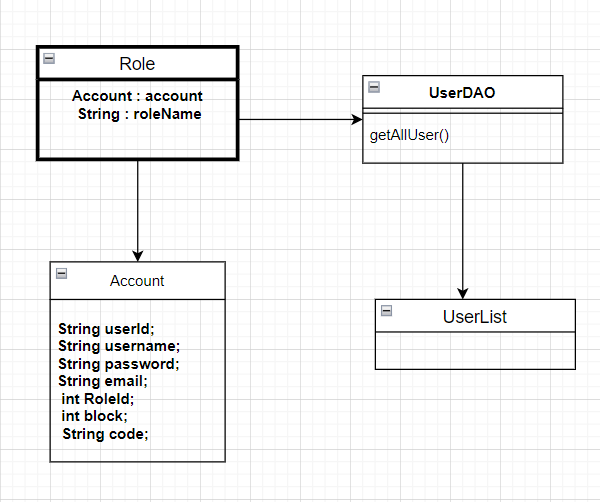 Role
Account : account
String : roleName
UserDAO
getAllUser()
Account
String userId;
String username;
String password;
String email;
int RoleId;
int block;
String code;
UserList